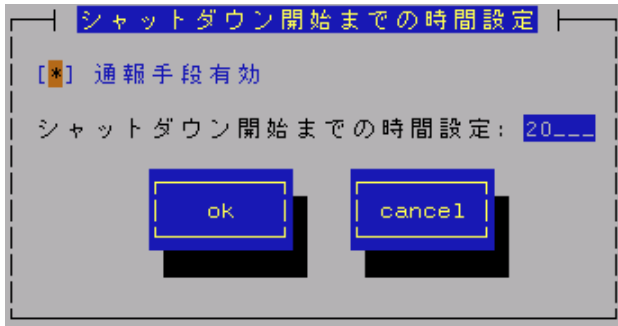 シャットダウン開始までの時間設定
[*] 通報手段有効
シャットダウン開始までの時間設定: 20___
ok cancel